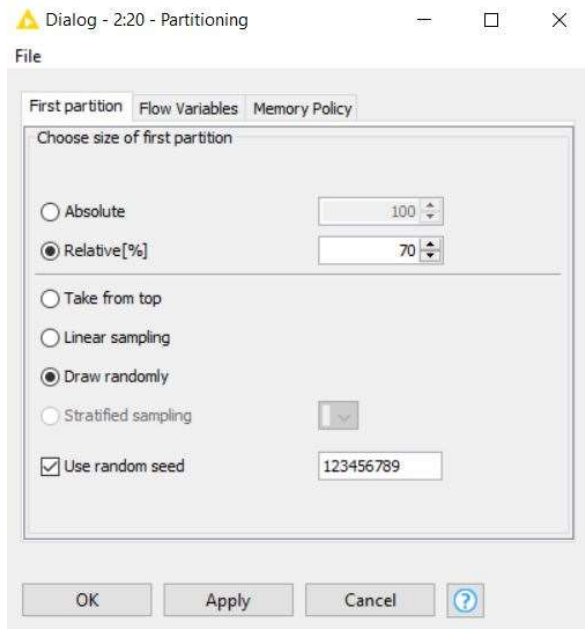 Dialog - 2:20 - Partitioning
File
First partition Flow Variables Memory Policy
Choose size of first partition
Absolute 100
Relative[%] 70
Take from top
Linear sampling
Draw randomly
Stratified sampling
Use random seed 123456789
OK Apply Cancel ?